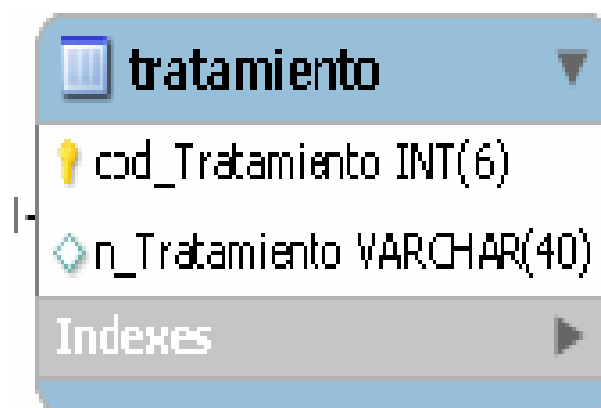 tratamiento
cod_Tratamiento INT(6)
n_Tratamiento VARCHAR(40)
Indexes